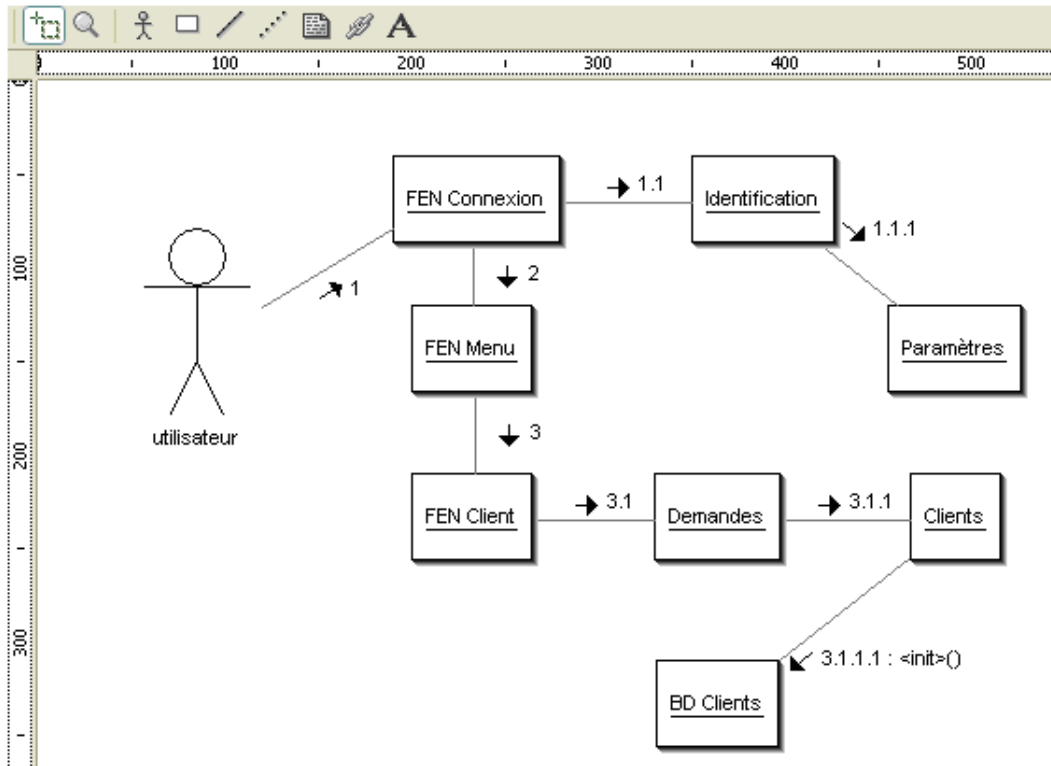 A
100 200 300 400 500
FEN Connexion
1.1
Identification
1.1.1
100
1
2
FEN Menu
Paramètres
utilisateur
3
200
FEN Client
3.1
Demandes
3.1.1
Clients
300
3.1.1.1 : <init>()
BD Clients